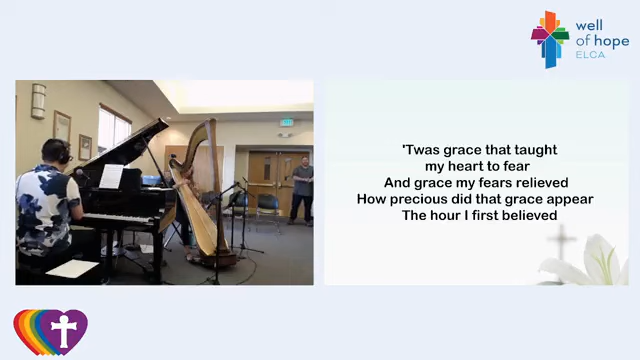 well
of hope
ELCA
'Twas grace that taught
my heart to fear
And grace my fears relieved
How precious did that grace appear
The hour I first believed